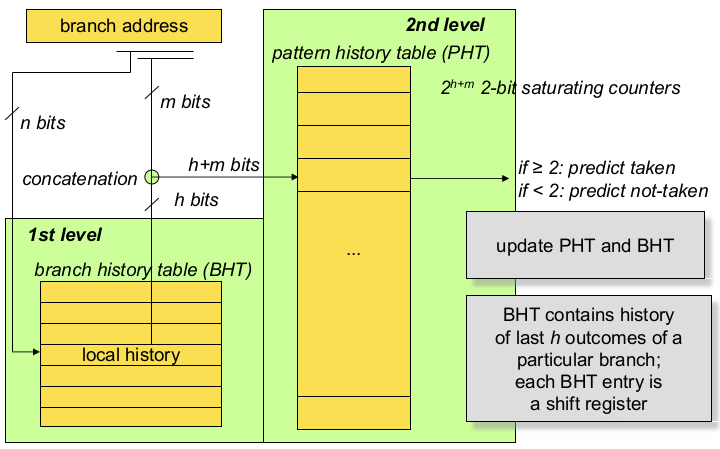 branch address
2nd level
pattern history table (PHT)
2^{h+m} 2-bit saturating counters
n bits
m bits
h+m bits
concatenation
h bits
if ≥ 2: predict taken
if < 2: predict not-taken
1st level
branch history table (BHT)
local history
...
update PHT and BHT
BHT contains history
of last h outcomes of a
particular branch;
each BHT entry is
a shift register